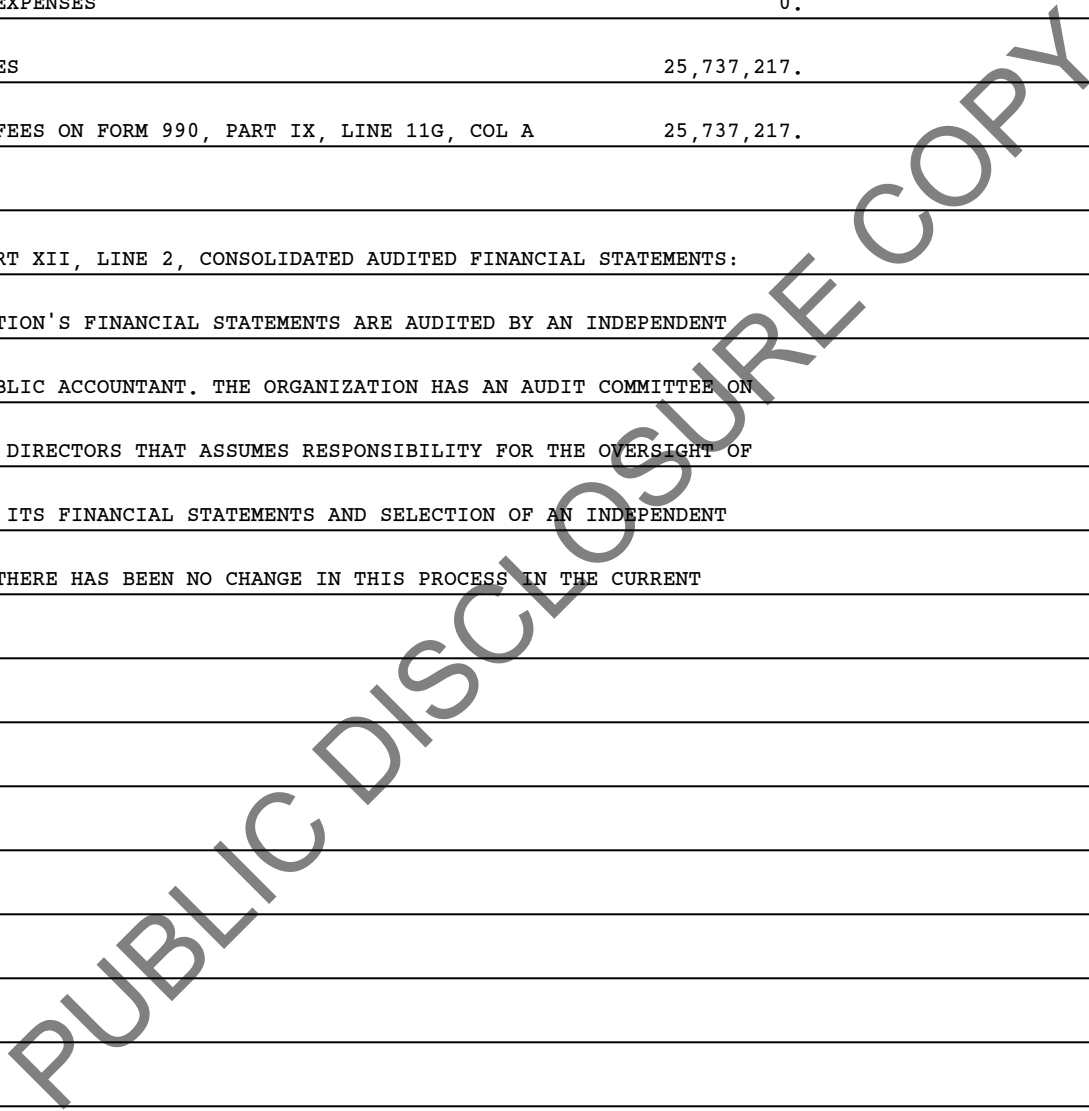 EXPENSES 0.
ES 25,737,217.
FEES ON FORM 990, PART IX, LINE 11G, COL A 25,737,217.
RT XII, LINE 2, CONSOLIDATED AUDITED FINANCIAL STATEMENTS:
TION'S FINANCIAL STATEMENTS ARE AUDITED BY AN INDEPENDENT
BLIC ACCOUNTANT. THE ORGANIZATION HAS AN AUDIT COMMITTEE ON
DIRECTORS THAT ASSUMES RESPONSIBILITY FOR THE OVERSIGHT OF
ITS FINANCIAL STATEMENTS AND SELECTION OF AN INDEPENDENT
THERE HAS BEEN NO CHANGE IN THIS PROCESS IN THE CURRENT
PUBLIC DISCLOSURE COPY